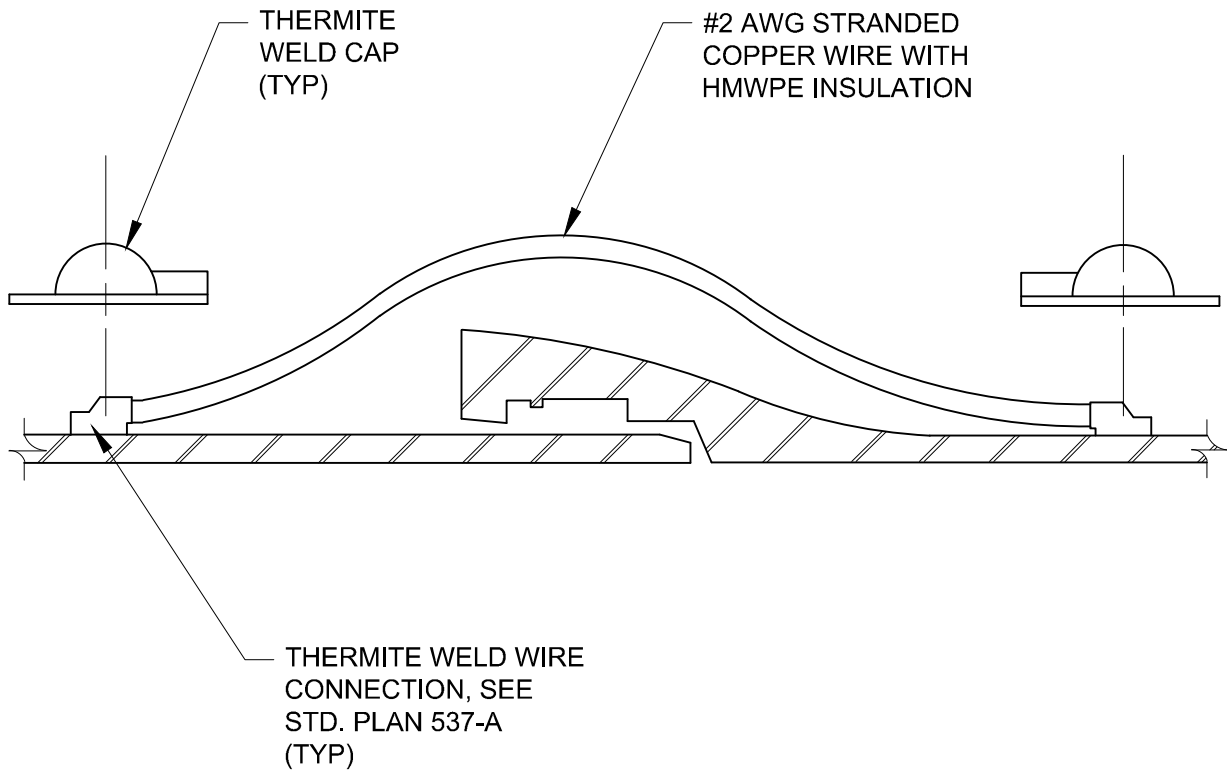 THERMITE
WELD CAP
(TYP)
#2 AWG STRANDED
COPPER WIRE WITH
HMWPE INSULATION
THERMITE WELD WIRE
CONNECTION, SEE
STD. PLAN 537-A
(TYP)